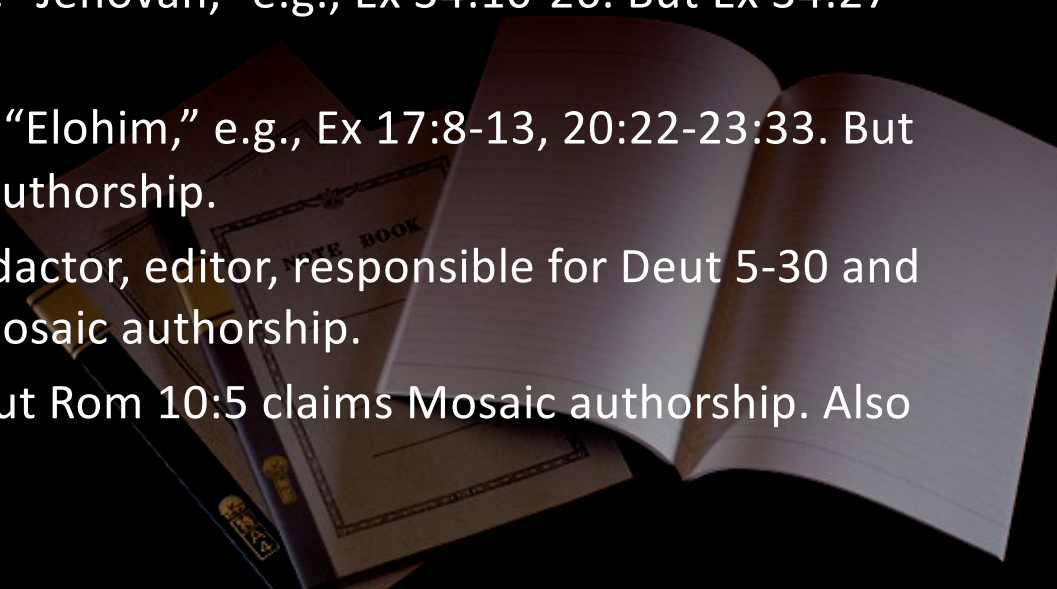 “Jehovah,” e.g., Ex 34:10-26. But Ex 34:27
“Elohim,” e.g., Ex 17:8-13, 20:22-23:33. But
uthorship.
dactor, editor, responsible for Deut 5-30 and
osaic authorship.
ut Rom 10:5 claims Mosaic authorship. Also
NOTE BOOK